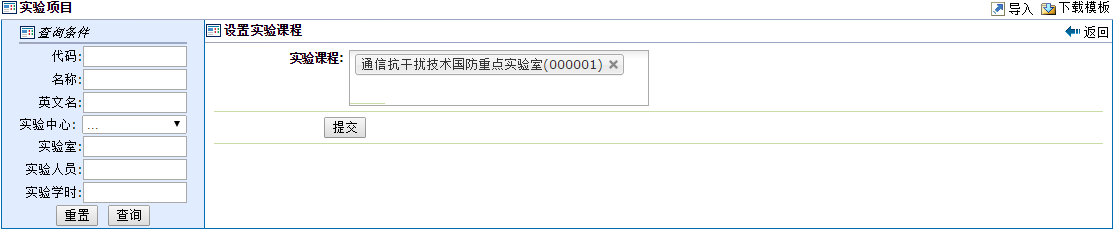 实验项目
导入 下载模板
查询条件
代码:
名称:
英文名:
实验中心: ...
实验室:
实验人员:
实验学时:
重置 查询
设置实验课程
返回
实验课程: 通信抗干扰技术国防重点实验室(000001)
提交